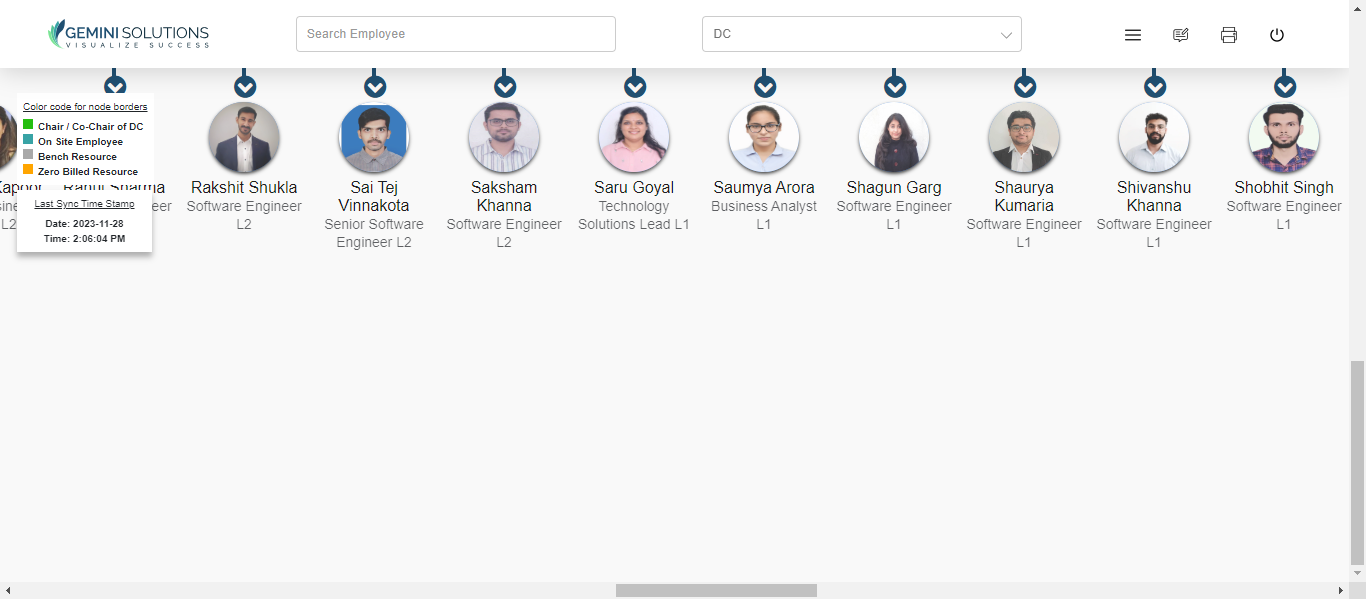 GEMINI SOLUTIONS
VISUALIZE SUCCESS
Search Employee
DC
Color code for node borders
Chair / Co-Chair of DC
On Site Employee
Bench Resource
Zero Billed Resource
Last Sync Time Stamp
Date: 2023-11-28
Time: 2:06:04 PM
Kapoor
L2
Rahul Sharma
Rakshit Shukla
Software Engineer
L2
Sai Tej
Vinnakota
Senior Software
Engineer L2
Saksham
Khanna
Software Engineer
L2
Saru Goyal
Technology
Solutions Lead L1
Saumya Arora
Business Analyst
L1
Shagun Garg
Software Engineer
L1
Shaurya
Kumaria
Software Engineer
L1
Shivanshu
Khanna
Software Engineer
L1
Shobhit Singh
Software Engineer
L1